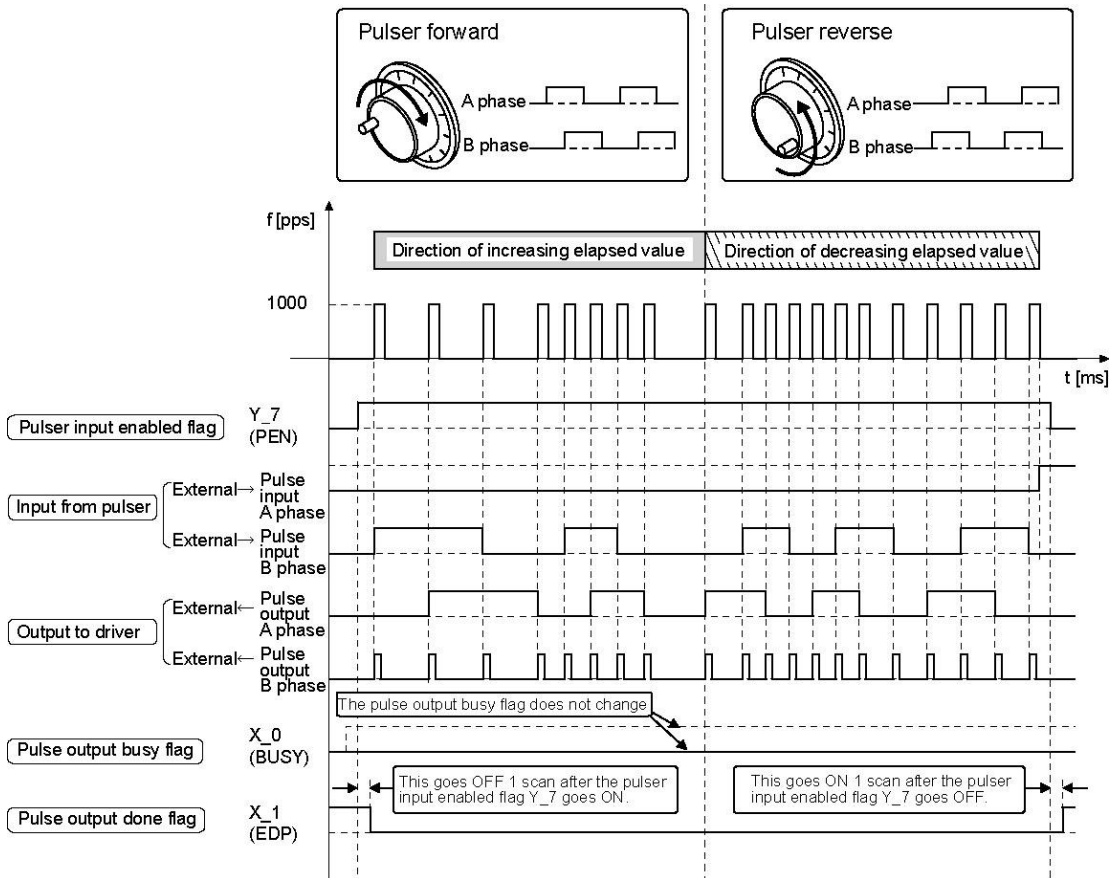 Pulser forward
A phase
B phase
Pulser reverse
A phase
B phase
f [pps]
Direction of increasing elapsed value
Direction of decreasing elapsed value
1000
t [ms]
Pulser input enabled flag
Y_7
(PEN)
Input from pulser
External→
Pulse
input
A phase
External→
Pulse
input
B phase
Output to driver
External←
Pulse
output
A phase
External←
Pulse
output
B phase
The pulse output busy flag does not change
Pulse output busy flag
X_0
(BUSY)
This goes OFF 1 scan after the pulser
input enabled flag Y_7 goes ON.
This goes ON 1 scan after the pulser
input enabled flag Y_7 goes OFF.
Pulse output done flag
X_1
(EDP)